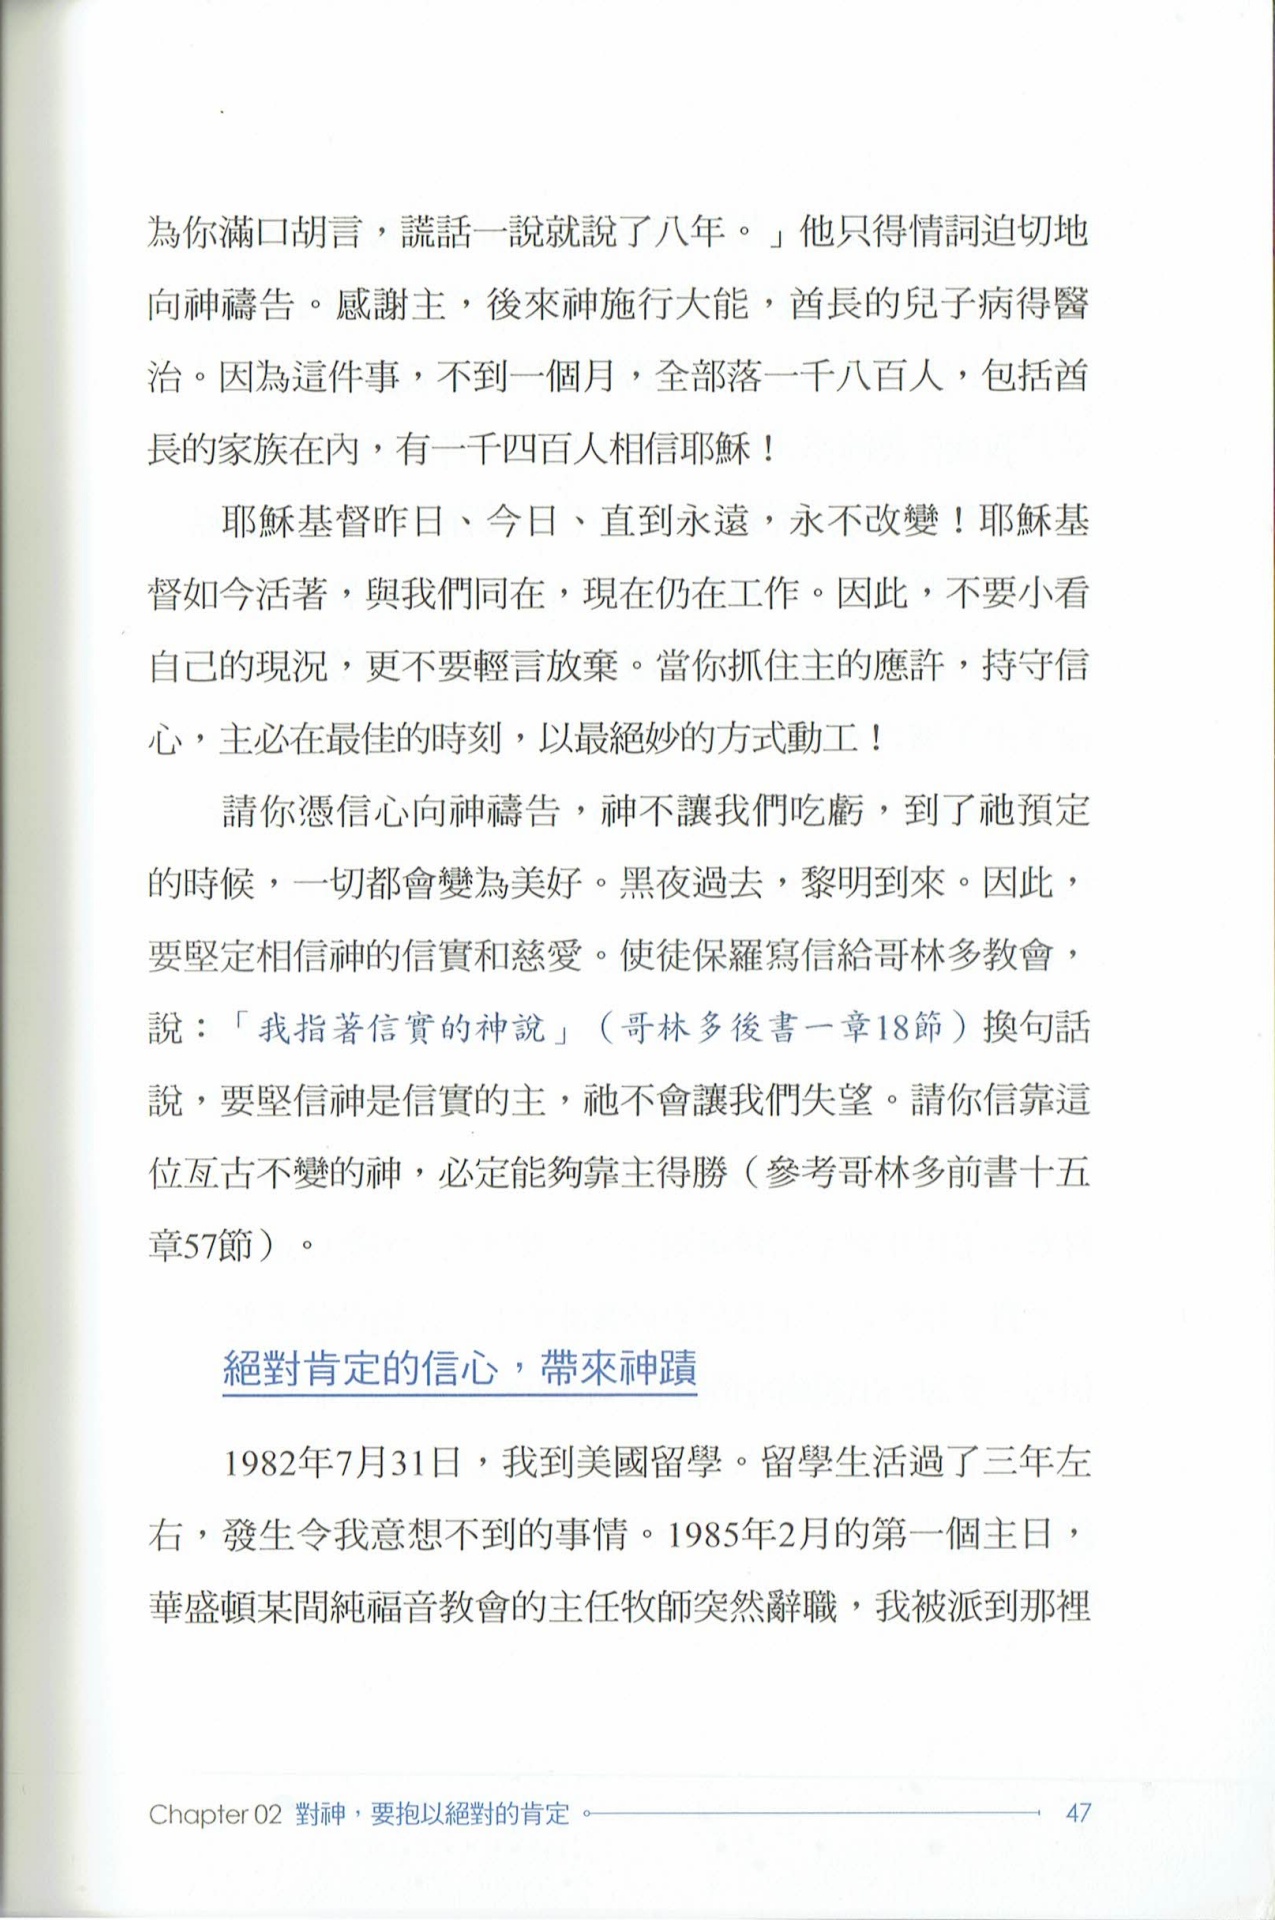 為你滿口胡言，謊話一說就說了八年。」他只得情詞迫切地
向神禱告。感謝主，後來神施行大能，酋長的兒子病得醫
治。因為這件事，不到一個月，全部落一千八百人，包括酋
長的家族在內，有一千四百人相信耶穌！
耶穌基督昨日、今日、直到永遠，永不改變！耶穌基
督如今活著，與我們同在，現在仍在工作。因此，不要小看
自己的現況，更不要輕言放棄。當你抓住主的應許，持守信
心，主必在最佳的時刻，以最絕妙的方式動工！
請你憑信心向神禱告，神不讓我們吃虧，到了祂預定
的時候，一切都會變為美好。黑夜過去，黎明到來。因此，
要堅定相信神的信實和慈愛。使徒保羅寫信給哥林多教會，
說：「我指著信實的神說」（哥林多後書一章18節）換句話
說，要堅信神是信實的主，祂不會讓我們失望。請你信靠這
位亙古不變的神，必定能夠靠主得勝（參考哥林多前書十五
章57節）。
絕對肯定的信心，帶來神蹟
1982年7月31日，我到美國留學。留學生活過了三年左
右，發生令我意想不到的事情。1985年2月的第一個主日，
華盛頓某間純福音教會的主任牧師突然辭職，我被派到那裡
Chapter 02 對神，要抱以絕對的肯定。 47